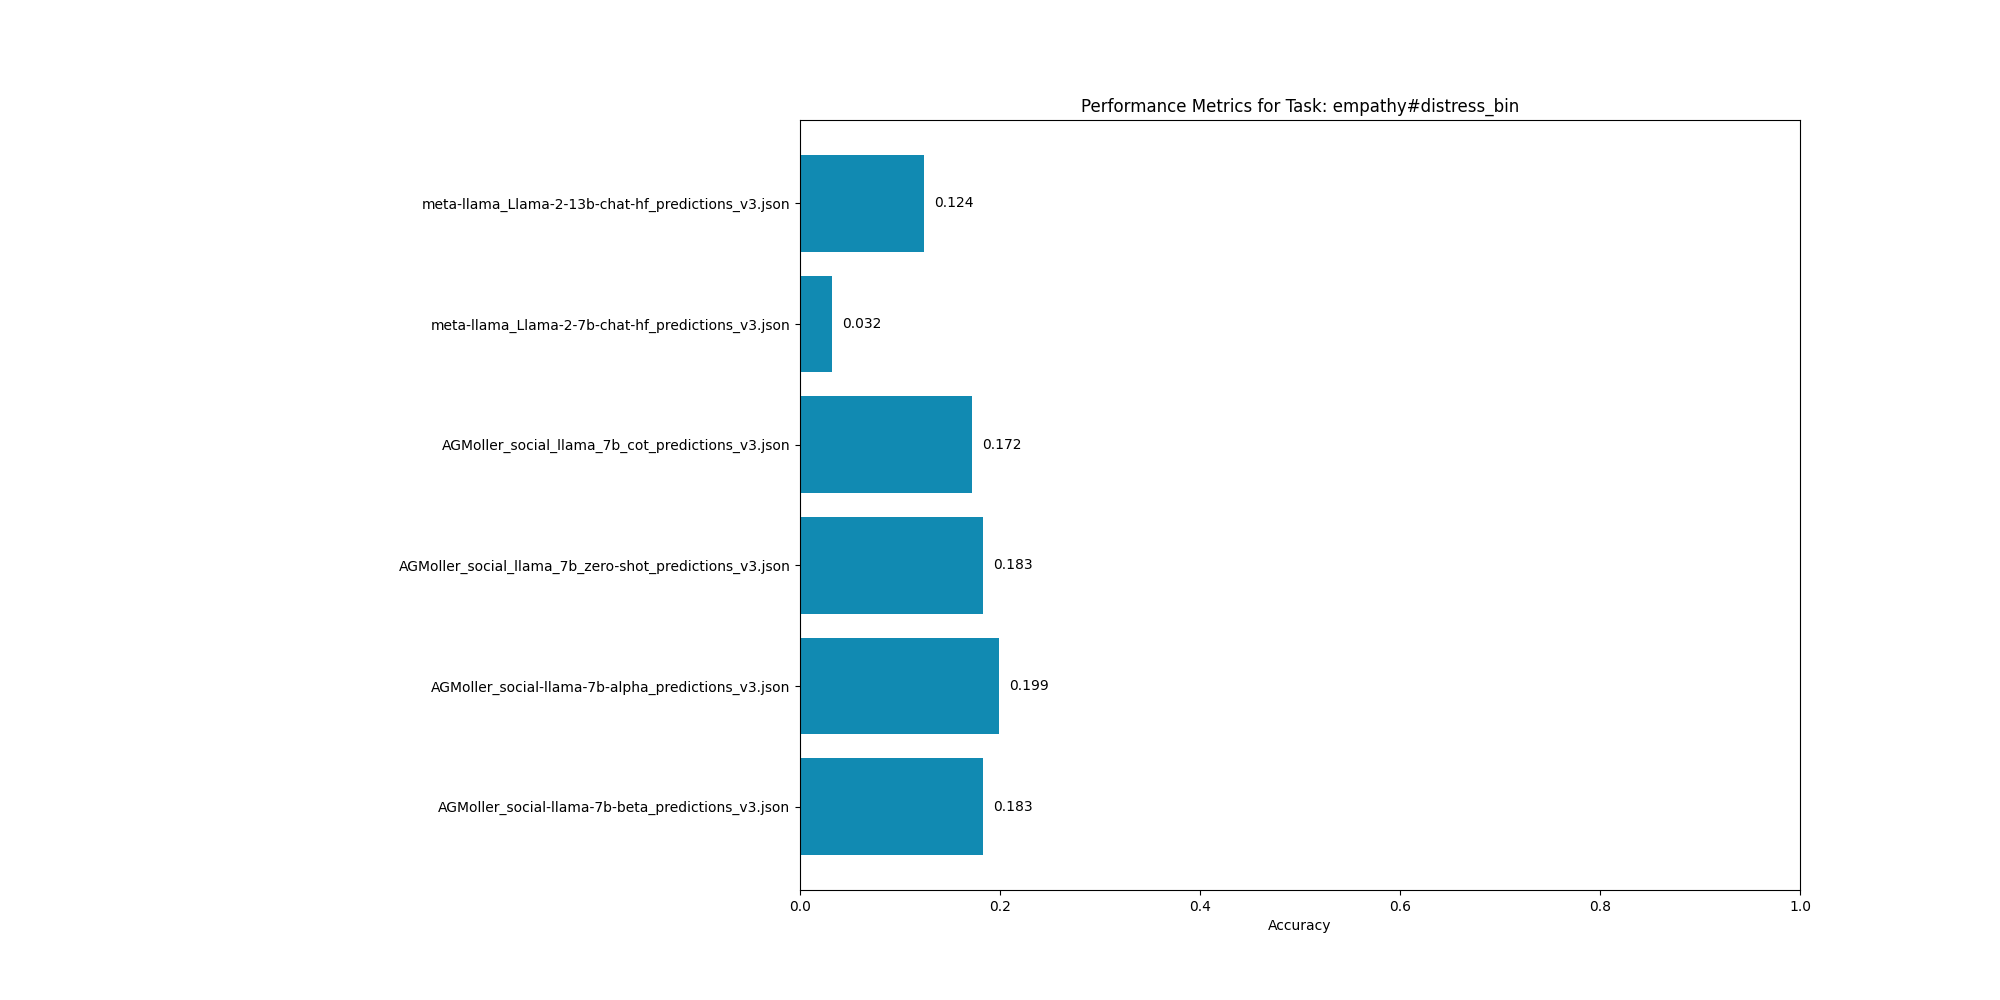 Performance Metrics for Task: empathy#distress_bin
meta-llama_Llama-2-13b-chat-hf_predictions_v3.json
0.124
meta-llama_Llama-2-7b-chat-hf_predictions_v3.json
0.032
AGMoller_social_llama_7b_cot_predictions_v3.json
0.172
AGMoller_social_llama_7b_zero-shot_predictions_v3.json
0.183
AGMoller_social-llama-7b-alpha_predictions_v3.json
0.199
AGMoller_social-llama-7b-beta_predictions_v3.json
0.183
0.0 0.2 0.4 0.6 0.8 1.0
Accuracy